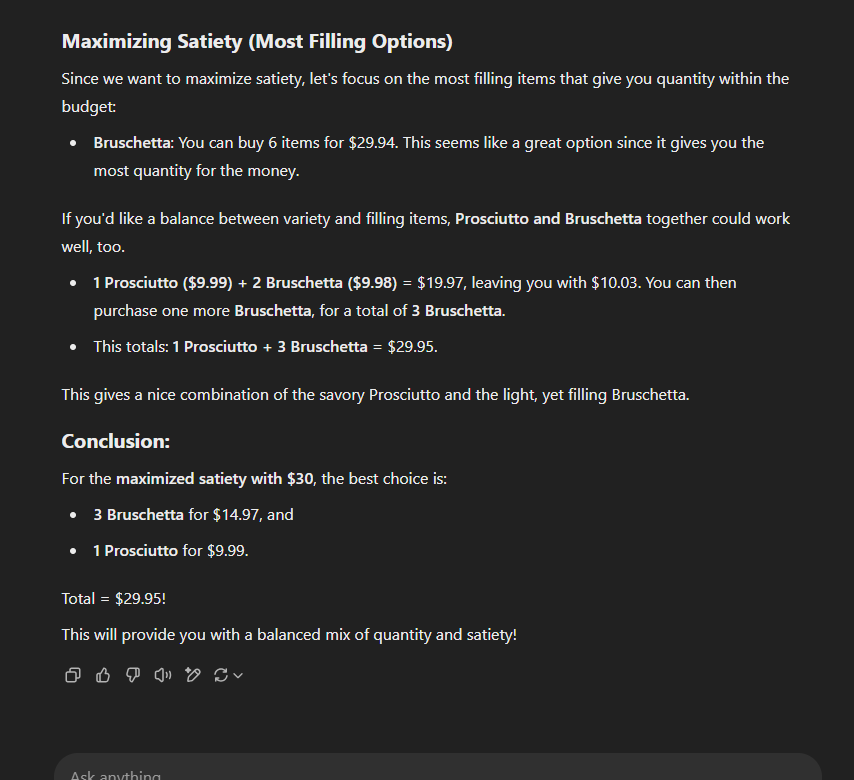 Maximizing Satiety (Most Filling Options)
Since we want to maximize satiety, let's focus on the most filling items that give you quantity within the
budget:
• Bruschetta: You can buy 6 items for $29.94. This seems like a great option since it gives you the
most quantity for the money.
If you'd like a balance between variety and filling items, Prosciutto and Bruschetta together could work
well, too.
• 1 Prosciutto ($9.99) + 2 Bruschetta ($9.98) = $19.97, leaving you with $10.03. You can then
purchase one more Bruschetta, for a total of 3 Bruschetta.
• This totals: 1 Prosciutto + 3 Bruschetta = $29.95.
This gives a nice combination of the savory Prosciutto and the light, yet filling Bruschetta.
Conclusion:
For the maximized satiety with $30, the best choice is:
• 3 Bruschetta for $14.97, and
• 1 Prosciutto for $9.99.
Total = $29.95!
This will provide you with a balanced mix of quantity and satiety!
Ask anything